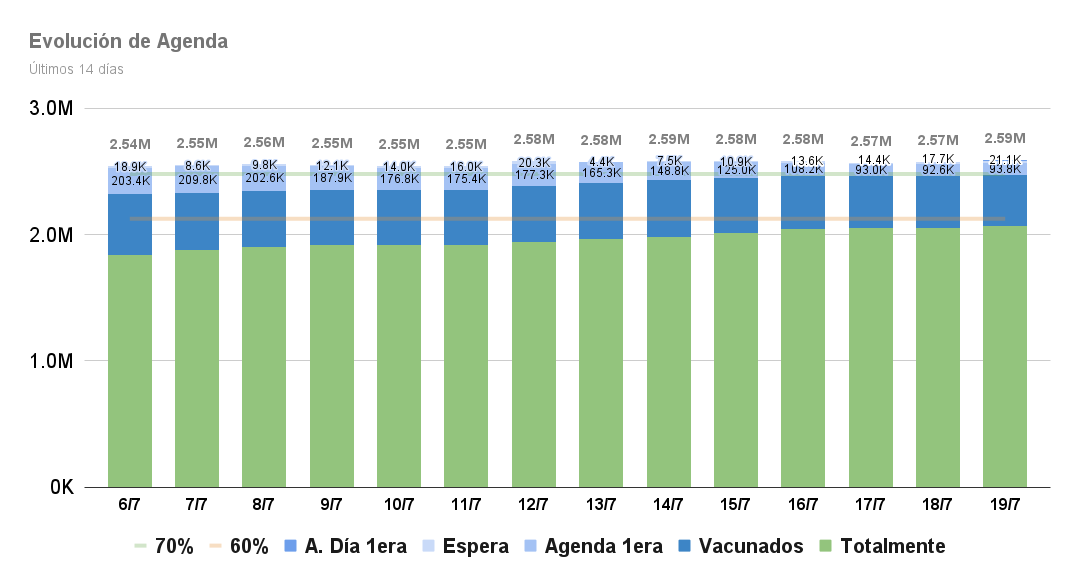 Evolución de Agenda
Últimos 14 días
3.0M
2.54M 2.55M 2.56M 2.55M 2.55M 2.55M 2.58M 2.58M 2.59M 2.58M 2.58M 2.57M 2.57M 2.59M
18.9K 8.6K 9.8K 12.1K 14.0K 16.0K 20.3K 4.4K 7.5K 10.9K 13.6K 14.4K 17.7K 21.1K
203.4K 209.8K 202.6K 187.9K 176.8K 175.4K 177.3K 165.3K 148.8K 125.0K 108.2K 93.0K 92.6K 93.8K
2.0M
1.0M
0K
6/7 7/7 8/7 9/7 10/7 11/7 12/7 13/7 14/7 15/7 16/7 17/7 18/7 19/7
70% 60% A. Día 1era Espera Agenda 1era Vacunados Totalmente